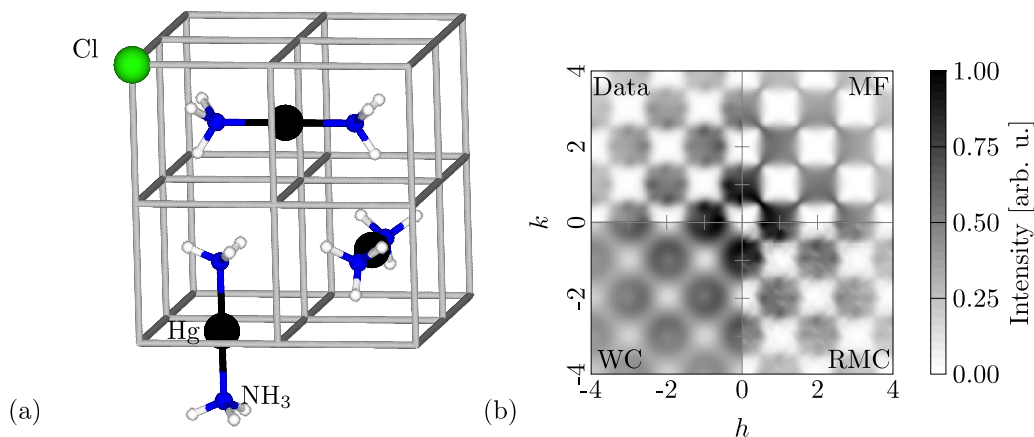 Cl
Hg
NH3
(a)
Data
MF
WC
RMC
4
2
0
-2
-4
k
-4
-2
0
2
4
h
1.00
0.75
0.50
0.25
0.00
Intensity [arb. u.]
(b)